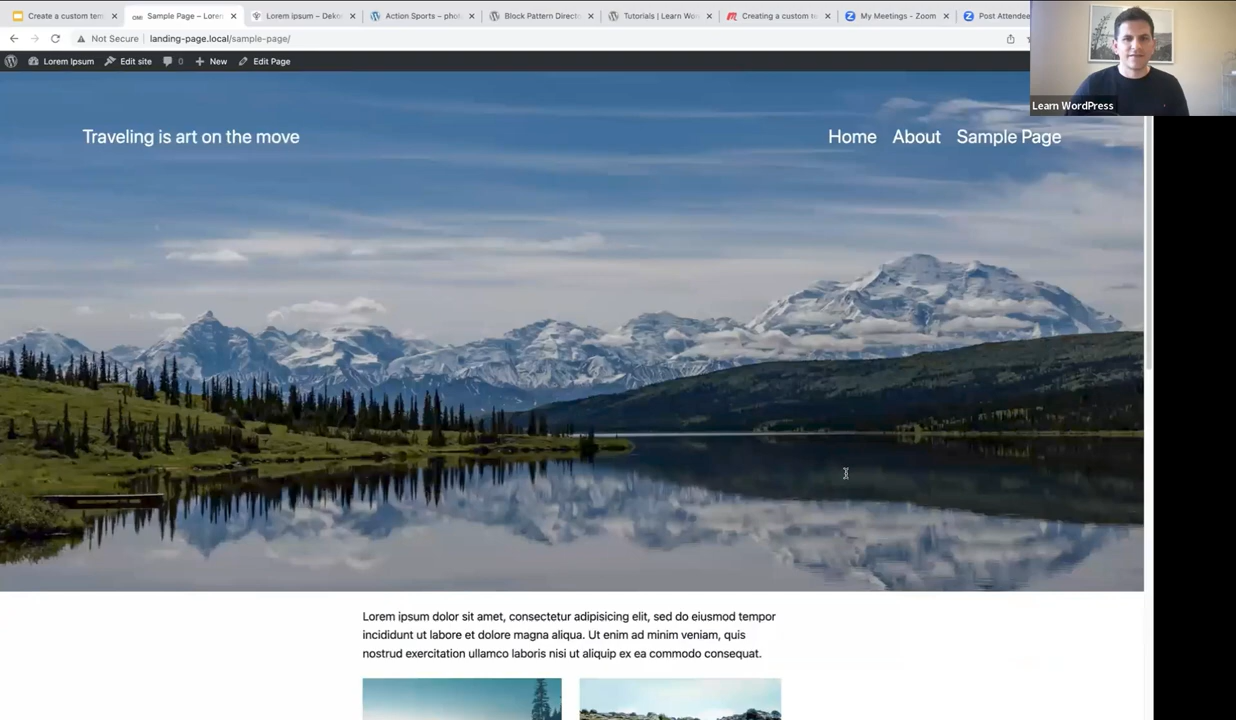 Create a custom tem
Sample Page – Loren
Lorem ipsum – Deko
Action Sports – pho
Block Pattern Direct
Tutorials | Learn Wor
Creating a custom te
My Meetings - Zoom
Post Attendee
Not Secure
landing-page.local/sample-page/
Lorem Ipsum
Edit site
0
New
Edit Page
Learn WordPress
Traveling is art on the move
Home
About
Sample Page
Lorem ipsum dolor sit amet, consectetur adipisicing elit, sed do eiusmod tempor
incididunt ut labore et dolore magna aliqua. Ut enim ad minim veniam, quis
nostrud exercitation ullamco laboris nisi ut aliquip ex ea commodo consequat.